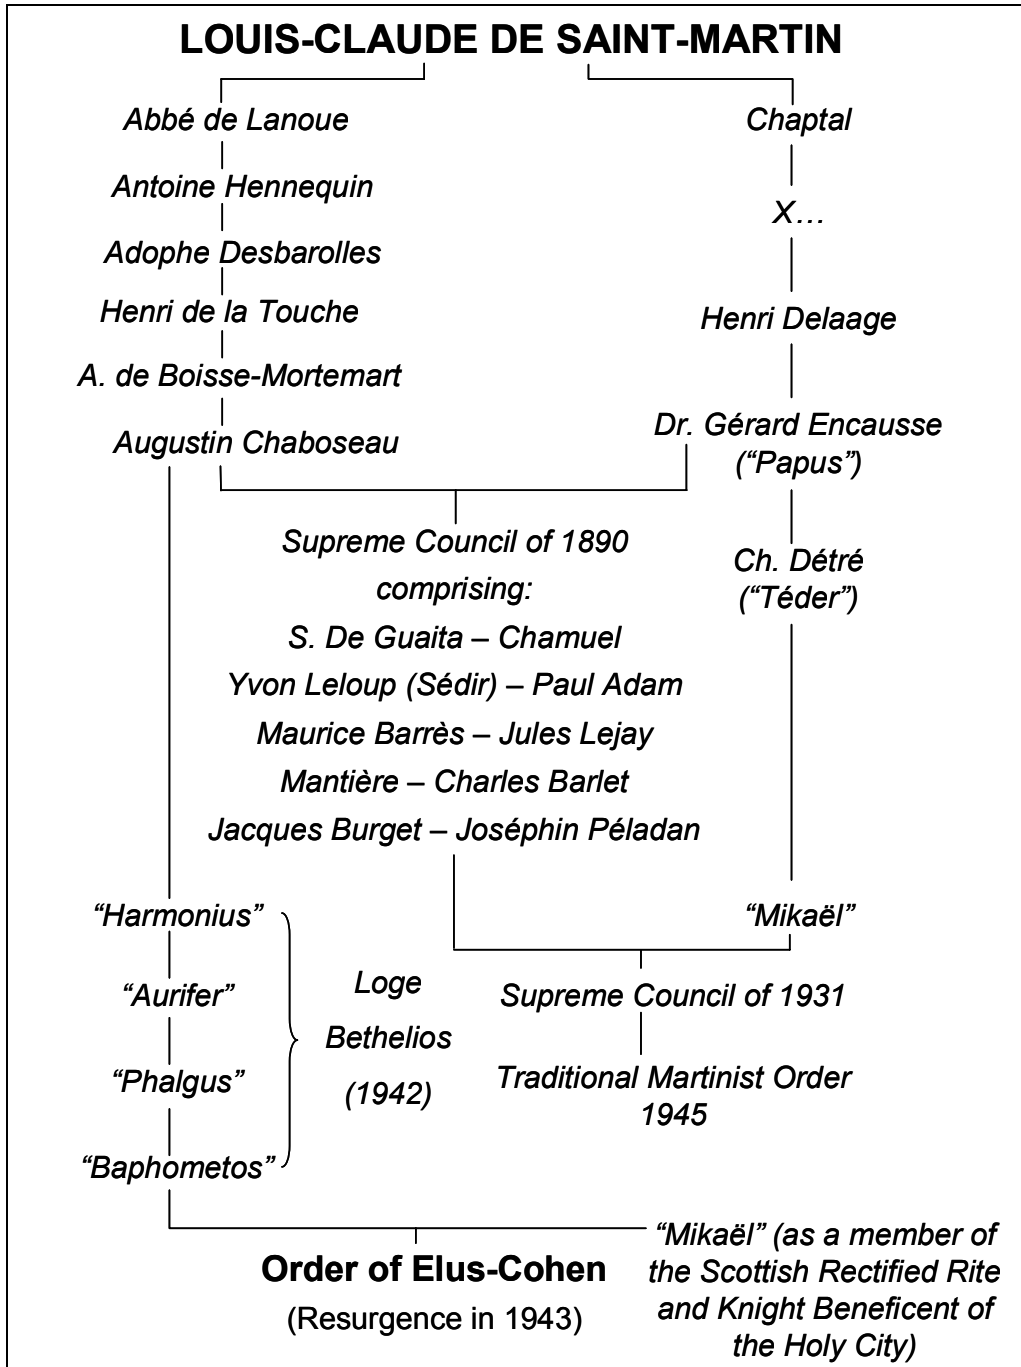 LOUIS-CLAUDE DE SAINT-MARTIN
Abbé de Lanoue
Chaptal
Antoine Hennequin
X…
Adophe Desbarolles
Henri de la Touche
Henri Delaage
A. de Boisse-Mortemart
Augustin Chaboseau
Dr. Gérard Encausse
(“Papus”)
Supreme Council of 1890
comprising:
S. De Guaita – Chamuel
Yvon Leloup (Sédir) – Paul Adam
Maurice Barrès – Jules Lejay
Mantière – Charles Barlet
Jacques Burget – Joséphin Péladan
Ch. Détré
(“Téder”)
“Harmonius”
“Aurifer”
“Phalgus”
“Baphometos”
Loge
Bethelios
(1942)
“Mikaël”
Supreme Council of 1931
Traditional Martinist Order
1945
Order of Elus-Cohen
(Resurgence in 1943)
“Mikaël” (as a member of
the Scottish Rectified Rite
and Knight Beneficent of
the Holy City)